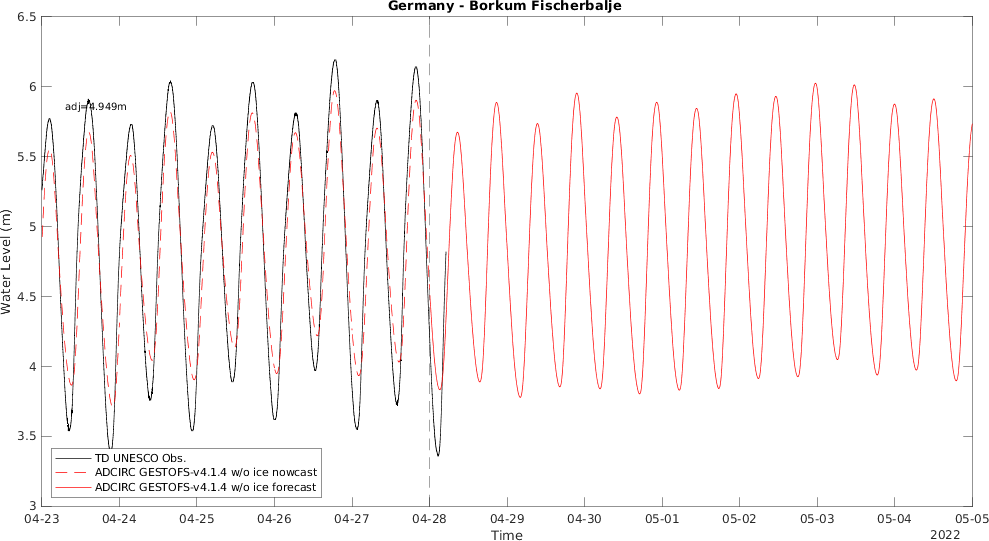 Germany - Borkum Fischerbalje
6.5
6
5.5
5
4.5
4
3.5
3
Water Level (m)
adj=4.949m
TD UNESCO Obs.
ADCIRC GESTOFS-v4.1.4 w/o ice nowcast
ADCIRC GESTOFS-v4.1.4 w/o ice forecast
04-23 04-24 04-25 04-26 04-27 04-28 04-29 04-30 05-01 05-02 05-03 05-04 05-05
Time
2022